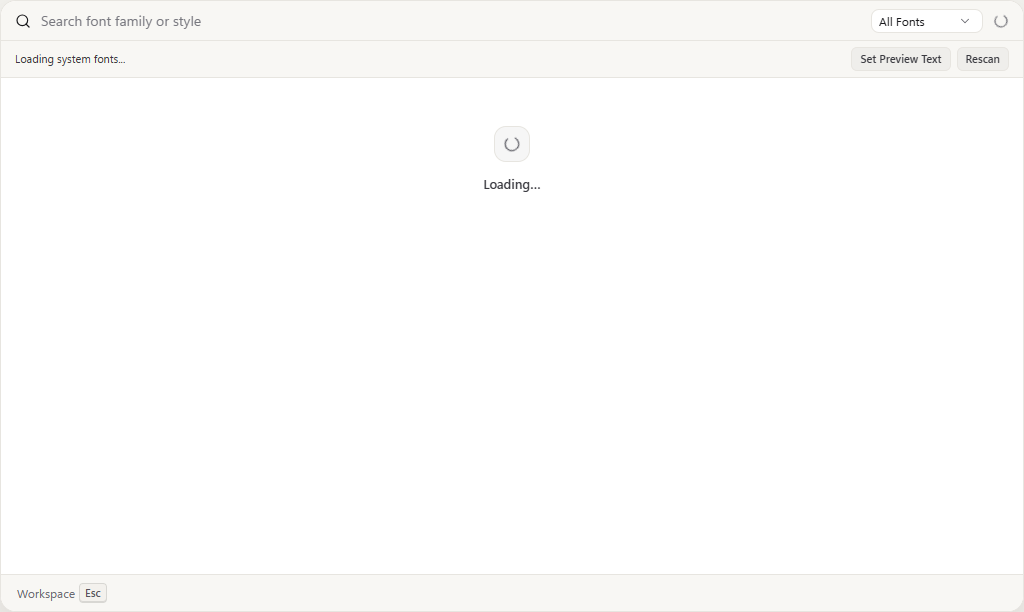 Search font family or style
All Fonts
Loading system fonts...
Set Preview Text
Rescan
Loading...
Workspace Esc